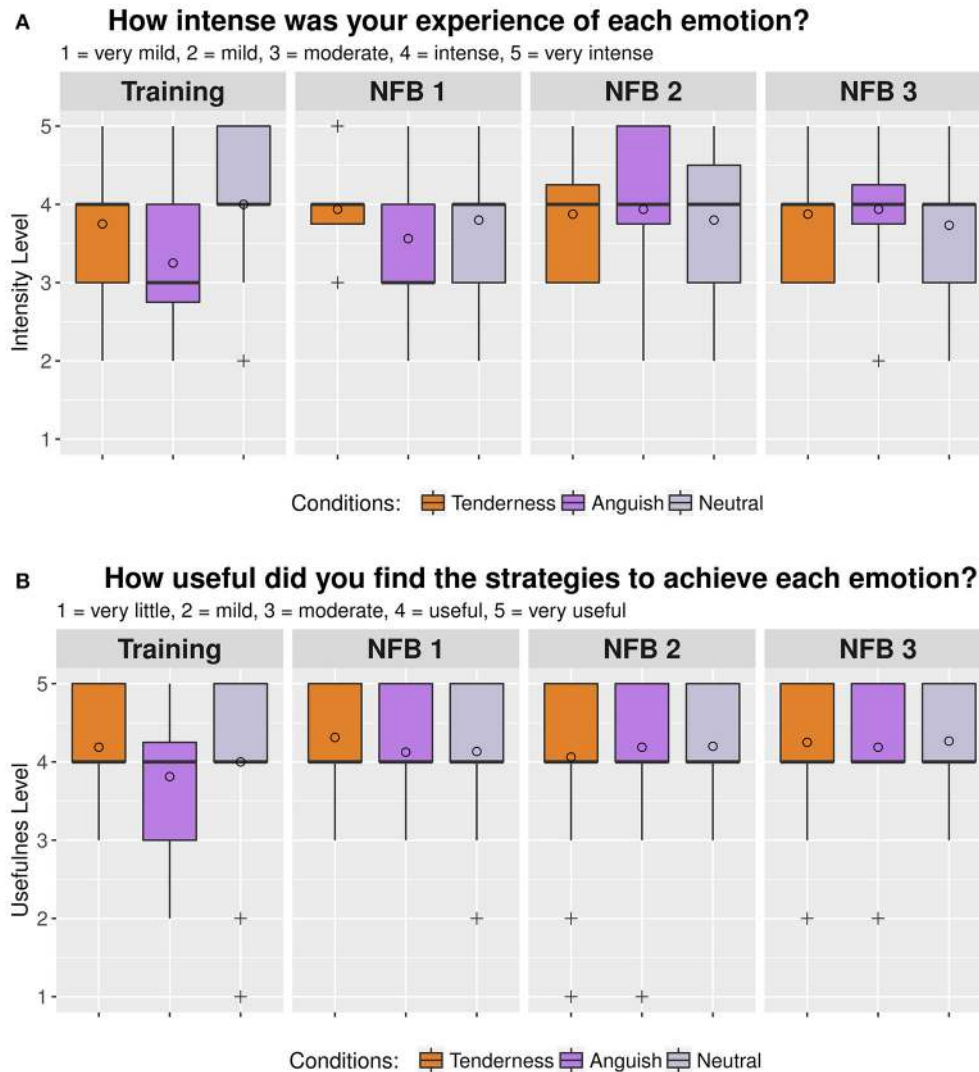 A How intense was your experience of each emotion?
1 = very mild, 2 = mild, 3 = moderate, 4 = intense, 5 = very intense
Training NFB 1 NFB 2 NFB 3
Intensity Level
5
4
3
2
1
Conditions: Tenderness Anguish Neutral
B How useful did you find the strategies to achieve each emotion?
1 = very little, 2 = mild, 3 = moderate, 4 = useful, 5 = very useful
Training NFB 1 NFB 2 NFB 3
Usefulnes Level
5
4
3
2
1
Conditions: Tenderness Anguish Neutral